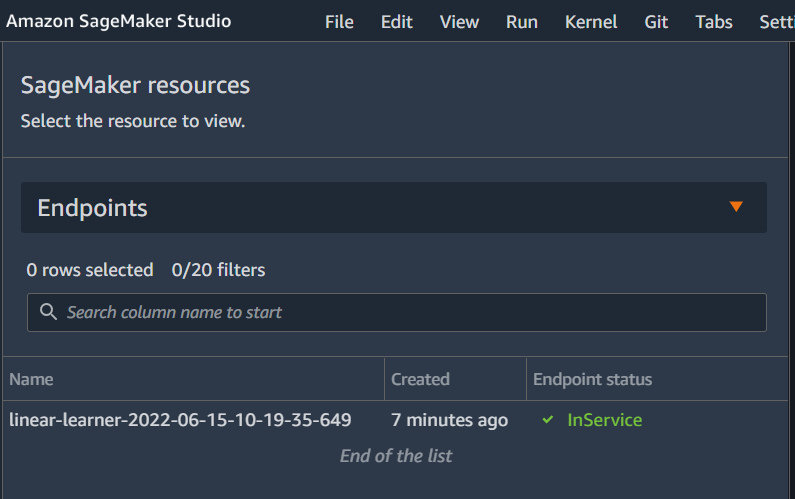 Amazon SageMaker Studio File Edit View Run Kernel Git Tabs Setti
SageMaker resources
Select the resource to view.
Endpoints
0 rows selected 0/20 filters
Search column name to start
Name Created Endpoint status
linear-learner-2022-06-15-10-19-35-649 7 minutes ago InService
End of the list